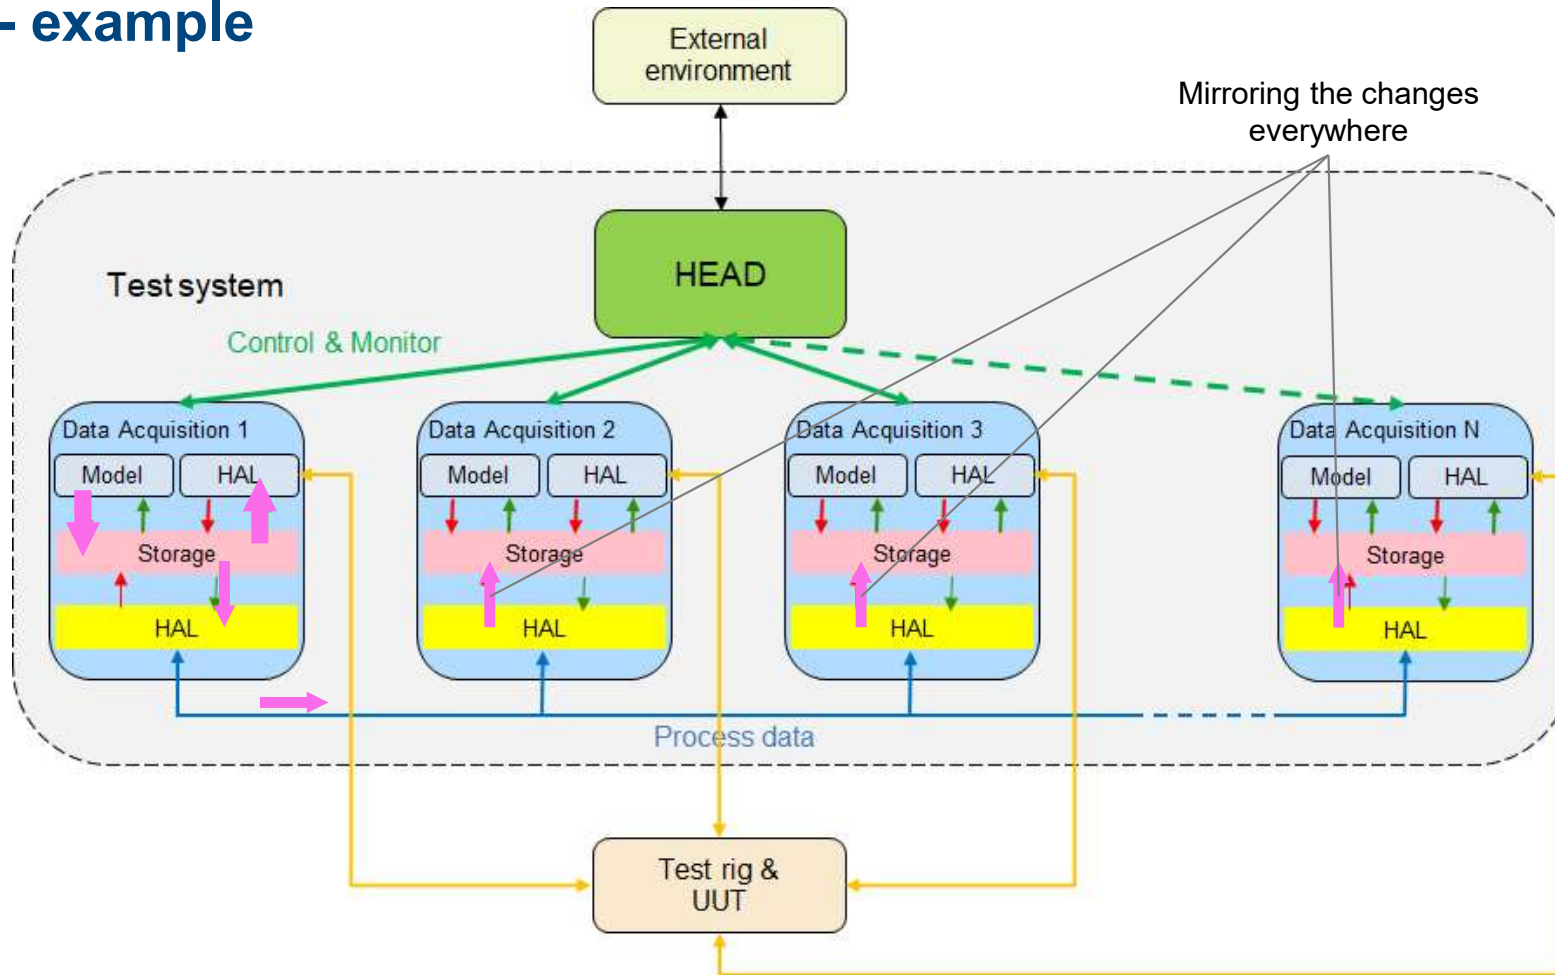 - example
External
environment
Mirroring the changes
everywhere
HEAD
Test system
Control & Monitor
Data Acquisition 1
Model
HAL
Storage
HAL
Data Acquisition 2
Model
HAL
Storage
HAL
Data Acquisition 3
Model
HAL
Storage
HAL
Data Acquisition N
Model
HAL
Storage
HAL
Process data
Test rig &
UUT